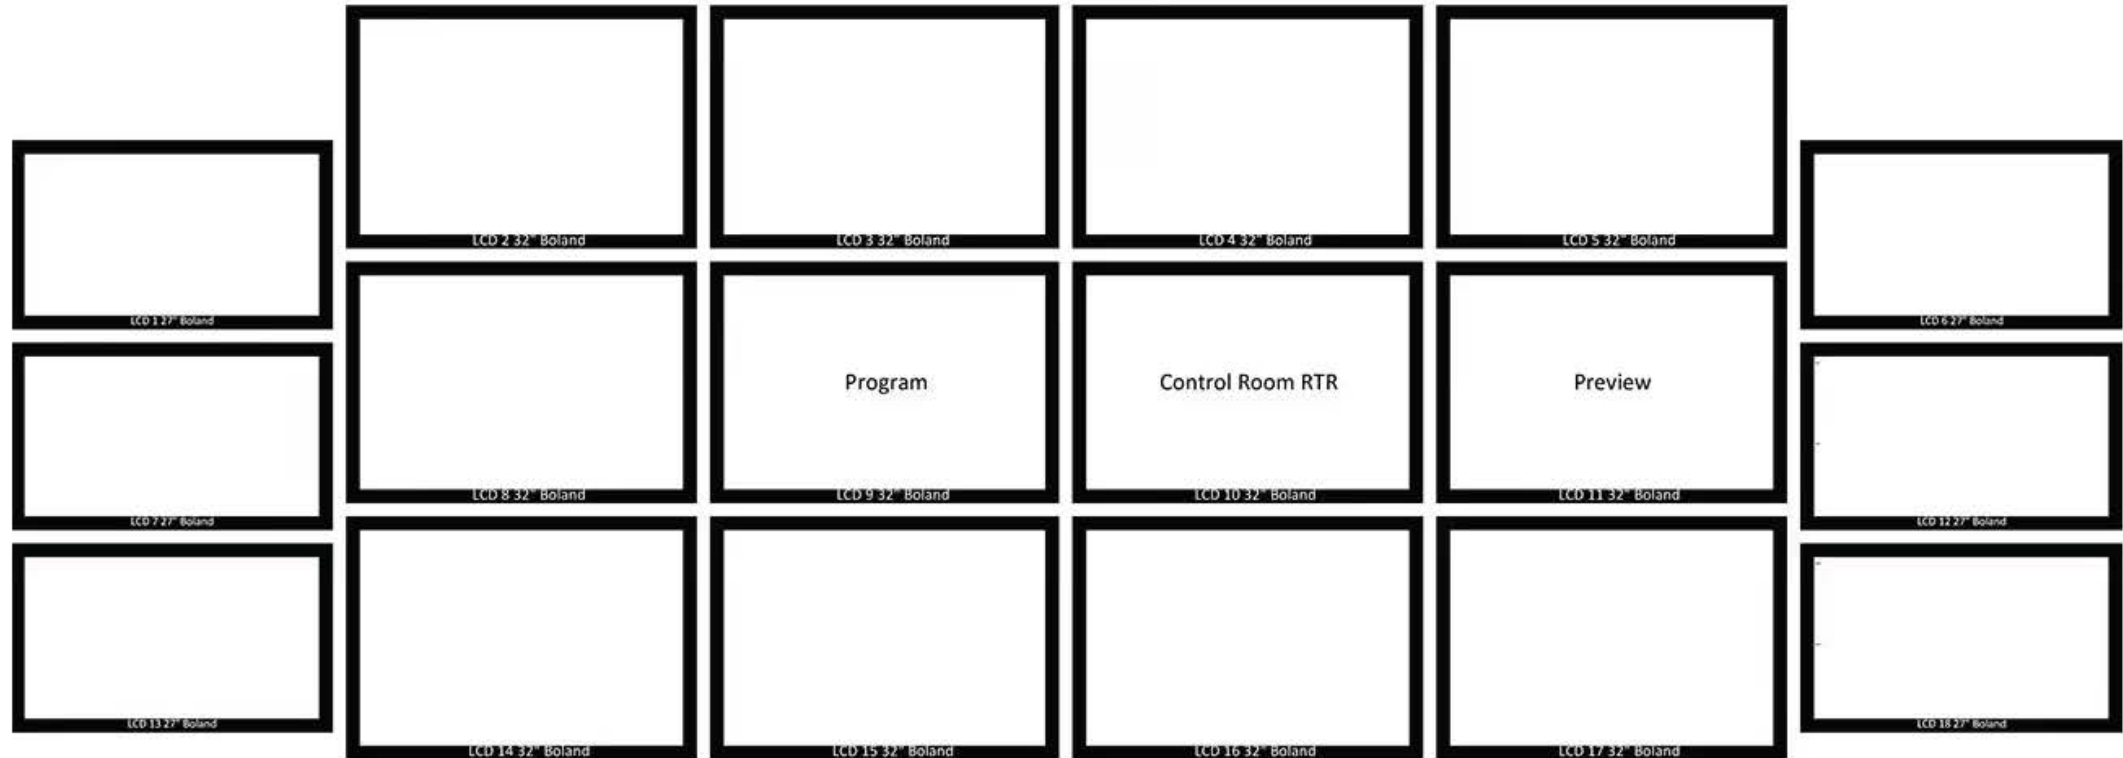 LCD 2 32" Boland
LCD 3 32" Boland
LCD 4 32" Boland
LCD 5 32" Boland
LCD 1 27" Boland
LCD 6 27" Boland
Program
Control Room RTR
Preview
LCD 8 32" Boland
LCD 9 32" Boland
LCD 10 32" Boland
LCD 11 32" Boland
LCD 7 27" Boland
LCD 12 27" Boland
LCD 13 27" Boland
LCD 18 27" Boland
LCD 14 32" Boland
LCD 15 32" Boland
LCD 16 32" Boland
LCD 17 32" Boland